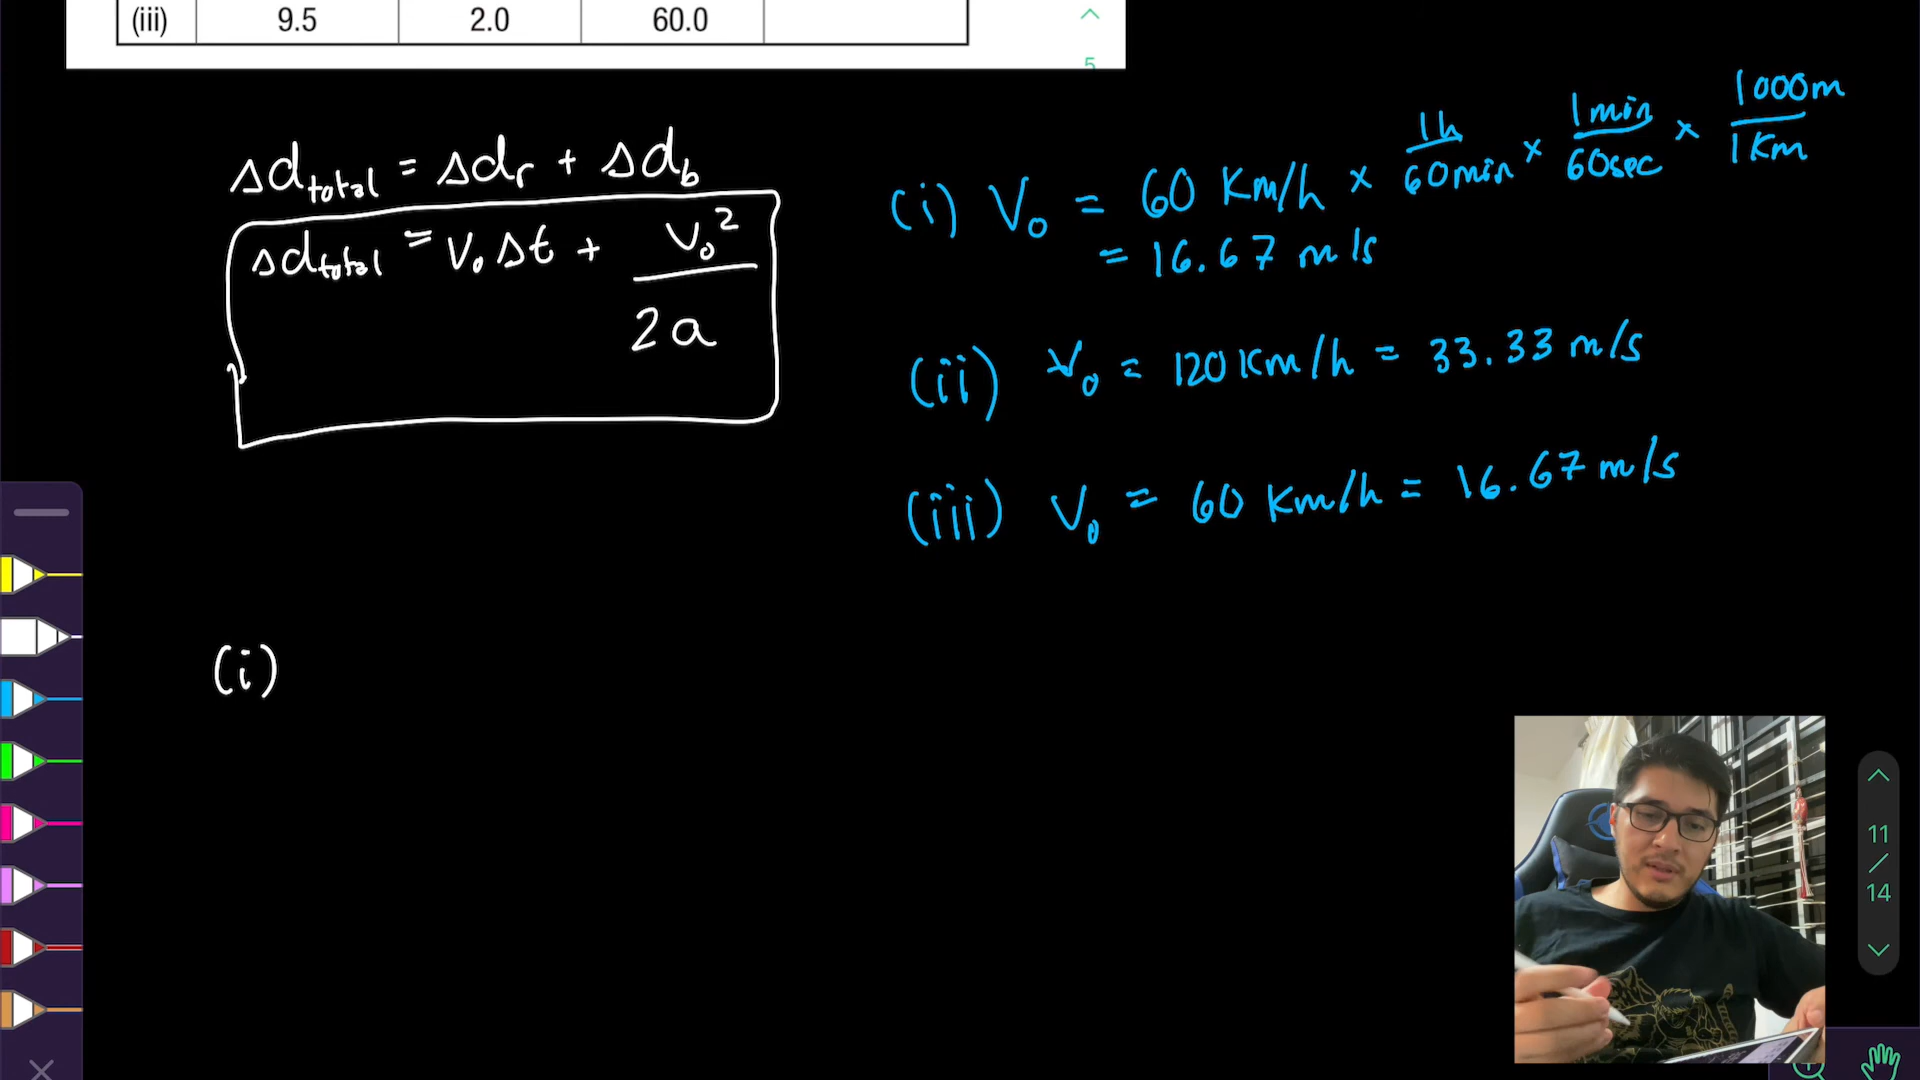 (iii) 9.5 2.0 60.0
5
Δd_total = Δd_r + Δd_b
Δd_total = V₀Δt + V₀² / 2a
(i) V₀ = 60 Km/h × 1h/60min × 1min/60sec × 1000m/1Km
= 16.67 m/s
(ii) V₀ = 120 Km/h = 33.33 m/s
(iii) V₀ = 60 Km/h = 16.67 m/s
(i)
11
/
14